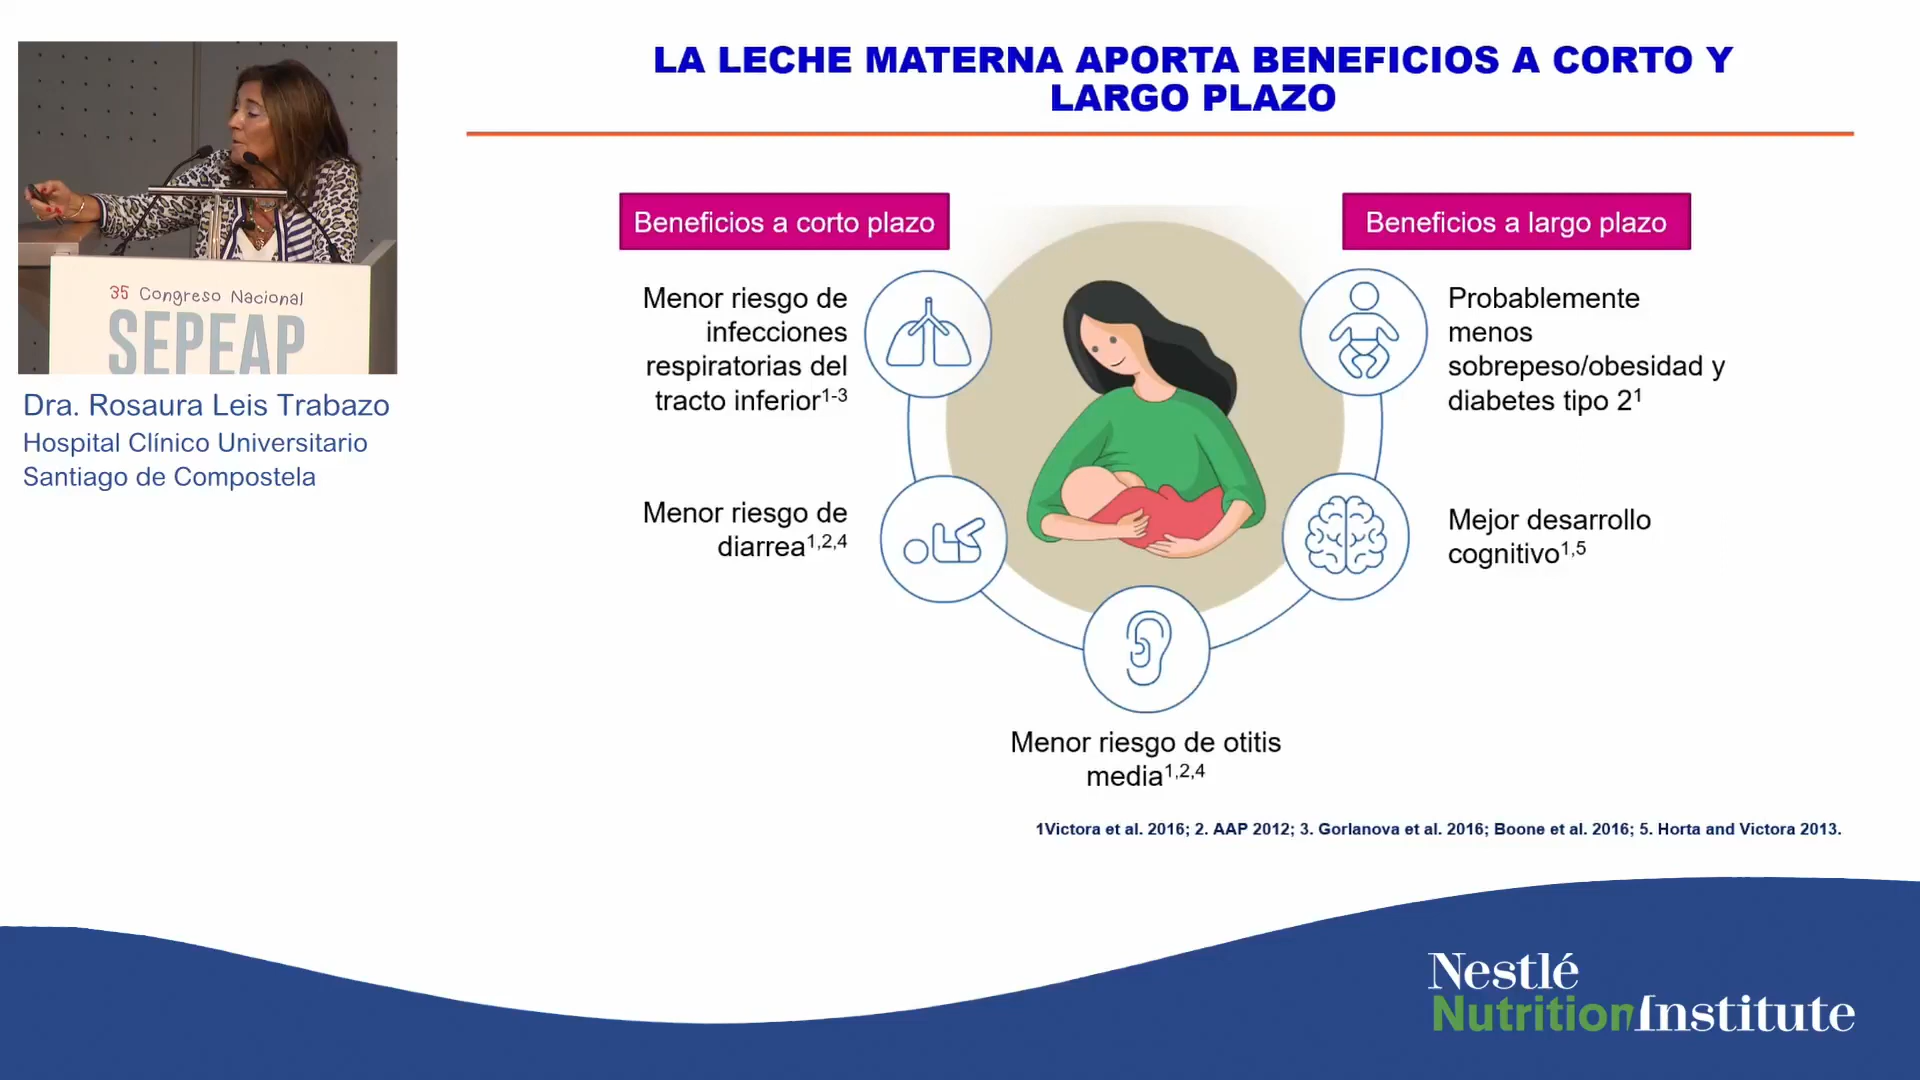 LA LECHE MATERNA APORTA BENEFICIOS A CORTO Y
LARGO PLAZO
35 Congreso Nacional
SEPEAP
Dra. Rosaura Leis Trabazo
Hospital Clínico Universitario
Santiago de Compostela
Beneficios a corto plazo
Menor riesgo de
infecciones
respiratorias del
tracto inferior1-3
Menor riesgo de
diarrea1,2,4
Menor riesgo de otitis
media1,2,4
Beneficios a largo plazo
Probablemente
menos
sobrepeso/obesidad y
diabetes tipo 21
Mejor desarrollo
cognitivo1,5
1Victora et al. 2016; 2. AAP 2012; 3. Gorlanova et al. 2016; Boone et al. 2016; 5. Horta and Victora 2013.
Nestlé
NutritionInstitute